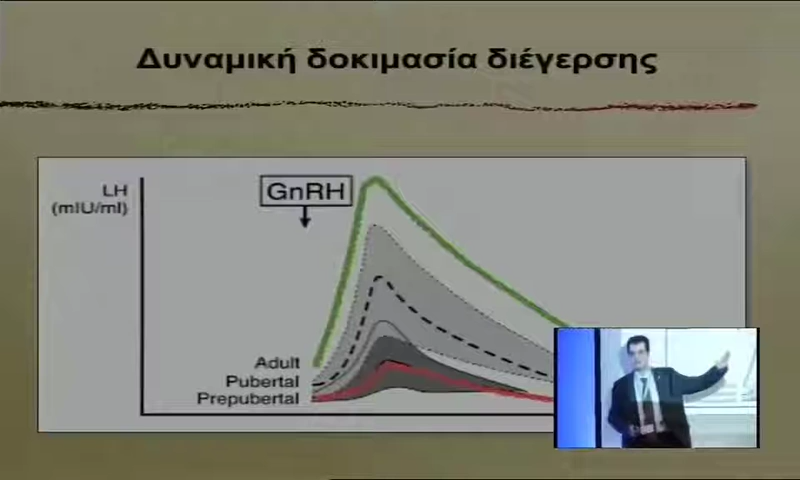 Δυναμική δοκιμασία διέγερσης
LH
(mIU/ml)
GnRH
Adult
Pubertal
Prepubertal